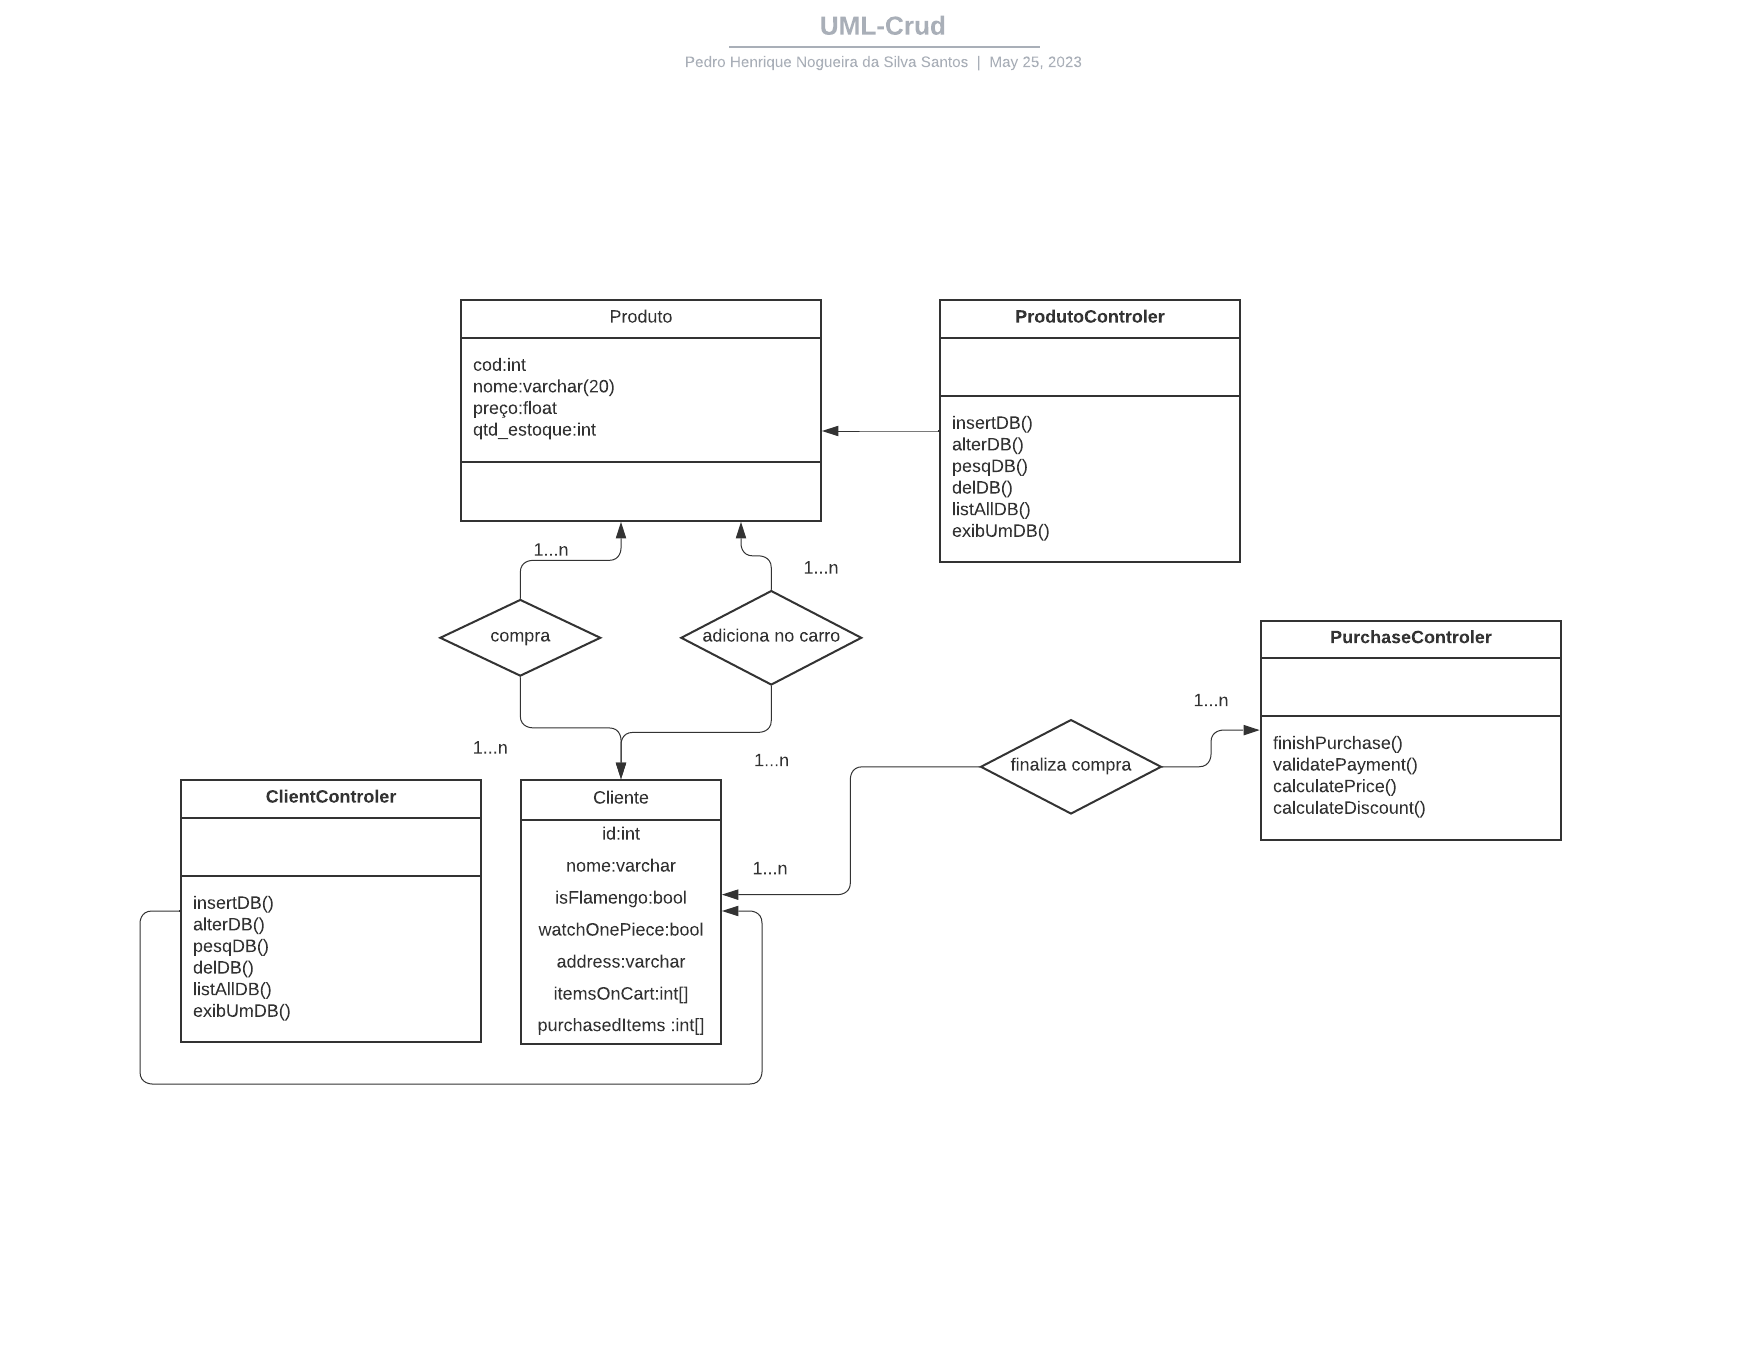 UML-Crud
Pedro Henrique Nogueira da Silva Santos | May 25, 2023
Produto
cod:int
nome:varchar(20)
preço:float
qtd_estoque:int
ProdutoControler
insertDB()
alterDB()
pesqDB()
delDB()
listAllDB()
exibUmDB()
1...n
1...n
compra
adiciona no carro
PurchaseControler
finishPurchase()
validatePayment()
calculatePrice()
calculateDiscount()
1...n
finaliza compra
1...n
1...n
1...n
ClientControler
insertDB()
alterDB()
pesqDB()
delDB()
listAllDB()
exibUmDB()
Cliente
id:int
nome:varchar
isFlamengo:bool
watchOnePiece:bool
address:varchar
itemsOnCart:int[]
purchasedItems :int[]